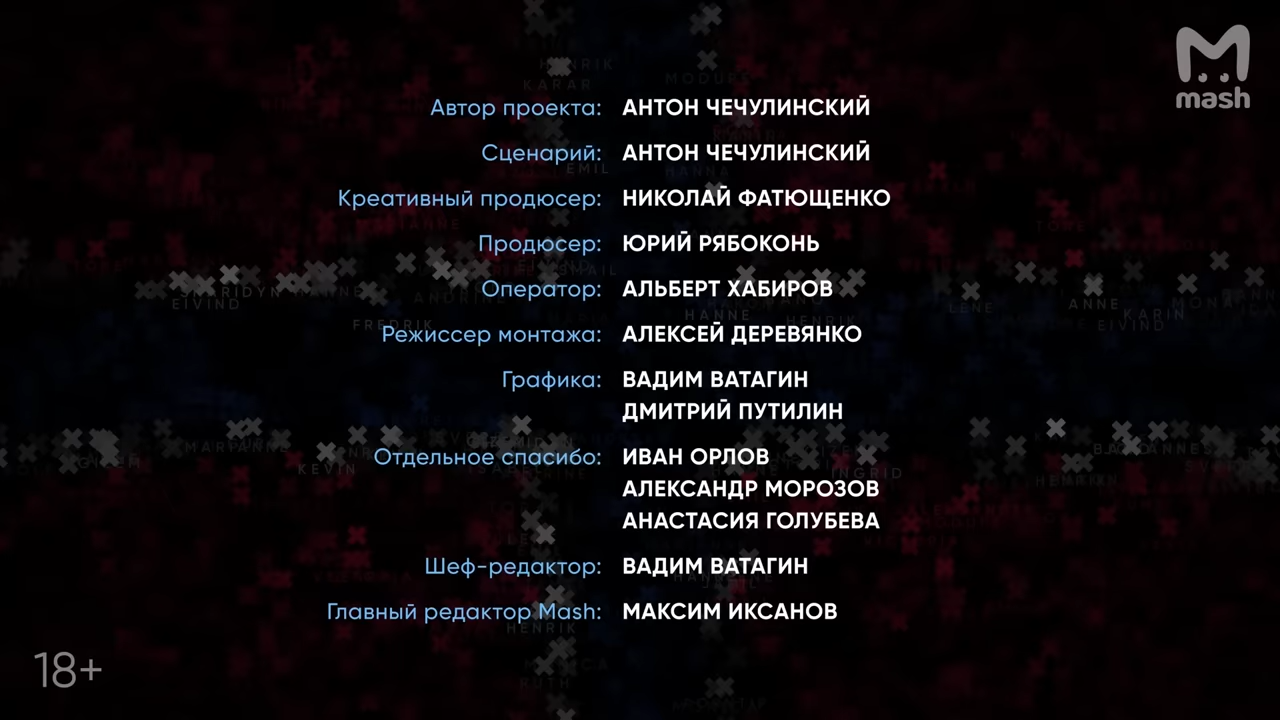 mash
Автор проекта: АНТОН ЧЕЧУЛИНСКИЙ
Сценарий: АНТОН ЧЕЧУЛИНСКИЙ
Креативный продюсер: НИКОЛАЙ ФАТЮЩЕНКО
Продюсер: ЮРИЙ РЯБОКОНЬ
Оператор: АЛЬБЕРТ ХАБИРОВ
Режиссер монтажа: АЛЕКСЕЙ ДЕРЕВЯНКО
Графика: ВАДИМ ВАТАГИН
ДМИТРИЙ ПУТИЛИН
Отдельное спасибо: ИВАН ОРЛОВ
АЛЕКСАНДР МОРОЗОВ
АНАСТАСИЯ ГОЛУБЕВА
Шеф-редактор: ВАДИМ ВАТАГИН
Главный редактор Mash: МАКСИМ ИКСАНОВ
18+